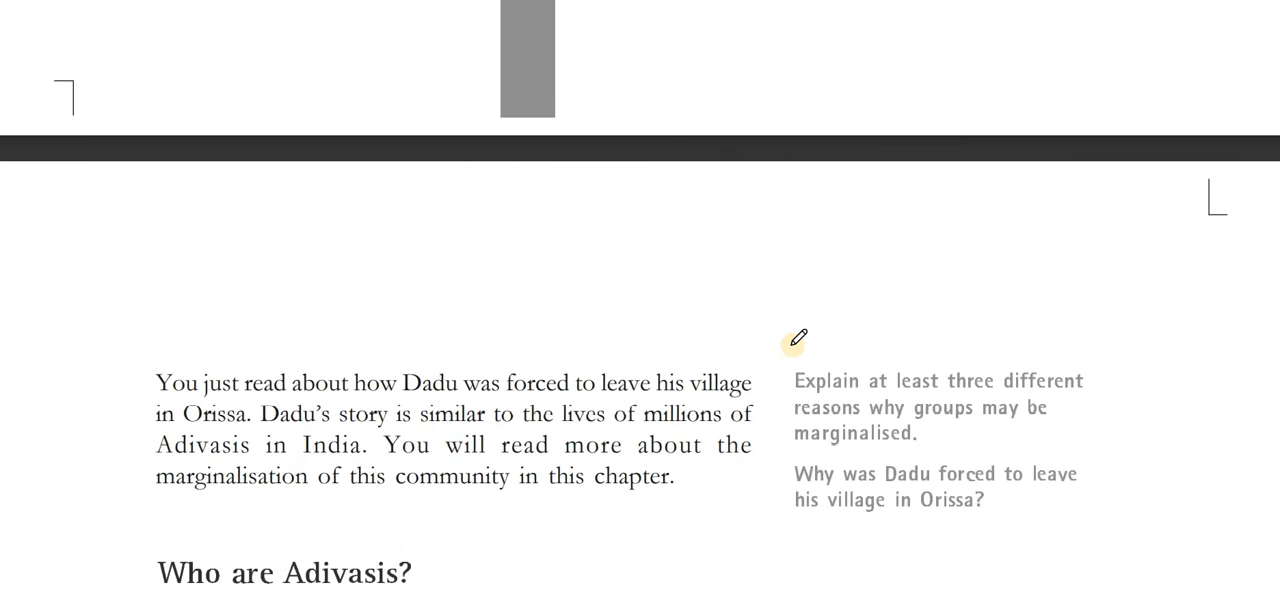 You just read about how Dadu was forced to leave his village
in Orissa. Dadu's story is similar to the lives of millions of
Adivasis in India. You will read more about the
marginalisation of this community in this chapter.
Explain at least three different
reasons why groups may be
marginalised.
Why was Dadu forced to leave
his village in Orissa?
Who are Adivasis?